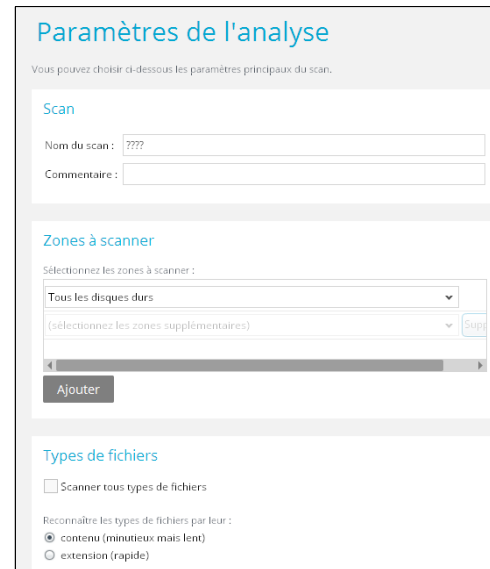 Paramètres de l'analyse
Vous pouvez choisir ci-dessous les paramètres principaux du scan.
Scan
Nom du scan : ????
Commentaire :
Zones à scanner
Sélectionnez les zones à scanner :
Tous les disques durs
(sélectionnez les zones supplémentaires) Supp
Ajouter
Types de fichiers
Scanner tous types de fichiers
Reconnaître les types de fichiers par leur :
contenu (minutieux mais lent)
extension (rapide)